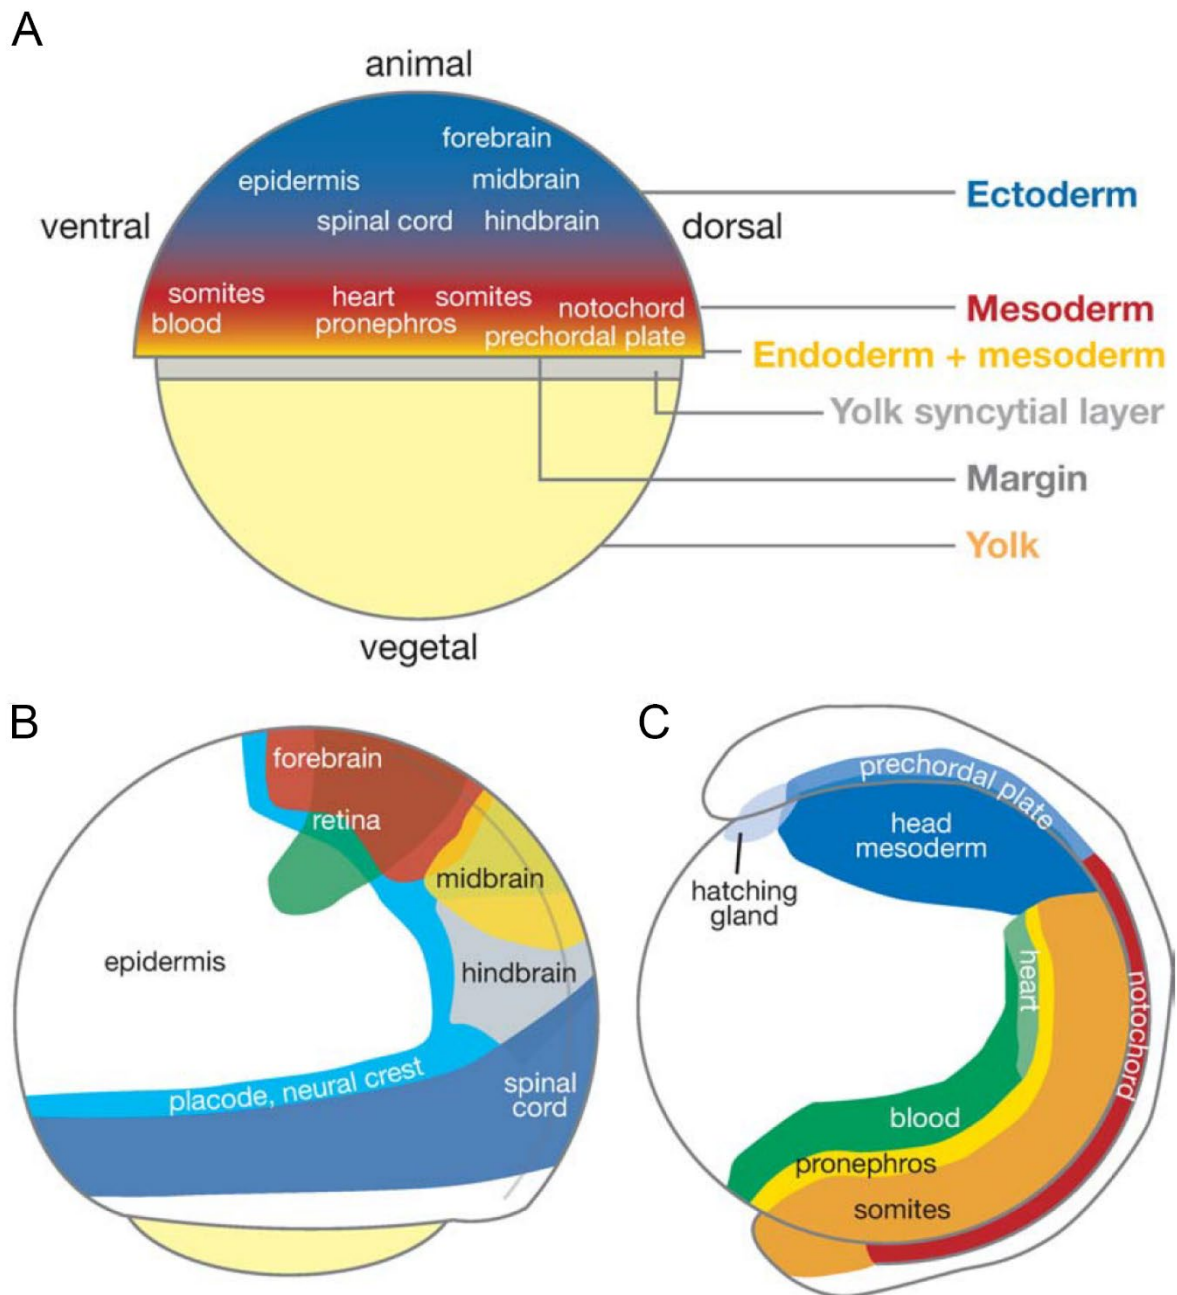 A
animal
forebrain
epidermis
midbrain
Ectoderm
ventral
spinal cord
hindbrain
dorsal
somites
heart
somites
notochord
Mesoderm
blood
pronephros
prechordal plate
Endoderm + mesoderm
Yolk syncytial layer
Margin
Yolk
vegetal
B
forebrain
retina
midbrain
epidermis
hindbrain
placode, neural crest
spinal
cord
C
prechordal plate
head
mesoderm
hatching
gland
heart
notochord
blood
pronephros
somites